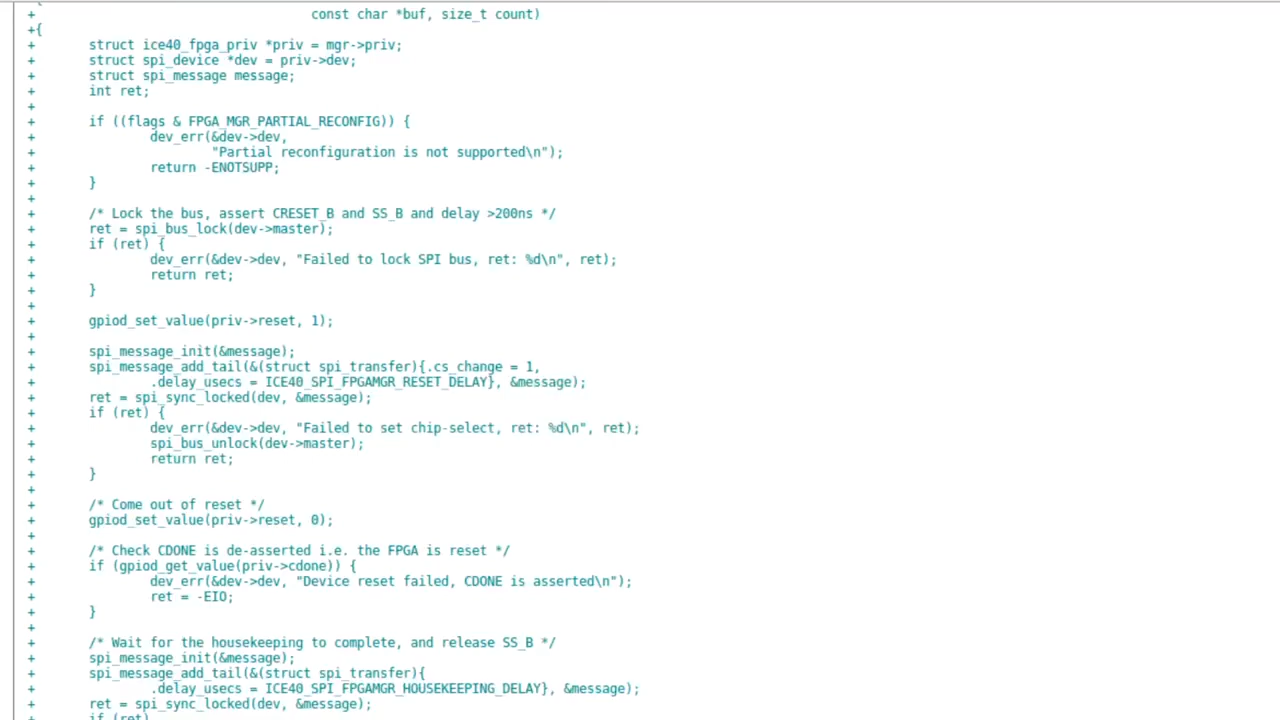 +                                     const char *buf, size_t count)
+{
+       struct ice40_fpga_priv *priv = mgr->priv;
+       struct spi_device *dev = priv->dev;
+       struct spi_message message;
+       int ret;
+
+       if ((flags & FPGA_MGR_PARTIAL_RECONFIG)) {
+               dev_err(&dev->dev,
+                       "Partial reconfiguration is not supported\n");
+               return -ENOTSUPP;
+       }
+
+       /* Lock the bus, assert CRESET_B and SS_B and delay >200ns */
+       ret = spi_bus_lock(dev->master);
+       if (ret) {
+               dev_err(&dev->dev, "Failed to lock SPI bus, ret: %d\n", ret);
+               return ret;
+       }
+
+       gpiod_set_value(priv->reset, 1);
+
+       spi_message_init(&message);
+       spi_message_add_tail(&(struct spi_transfer){.cs_change = 1,
+               .delay_usecs = ICE40_SPI_FPGAMGR_RESET_DELAY}, &message);
+       ret = spi_sync_locked(dev, &message);
+       if (ret) {
+               dev_err(&dev->dev, "Failed to set chip-select, ret: %d\n", ret);
+               spi_bus_unlock(dev->master);
+               return ret;
+       }
+
+       /* Come out of reset */
+       gpiod_set_value(priv->reset, 0);
+
+       /* Check CDONE is de-asserted i.e. the FPGA is reset */
+       if (gpiod_get_value(priv->cdone)) {
+               dev_err(&dev->dev, "Device reset failed, CDONE is asserted\n");
+               ret = -EIO;
+       }
+
+       /* Wait for the housekeeping to complete, and release SS_B */
+       spi_message_init(&message);
+       spi_message_add_tail(&(struct spi_transfer){
+               .delay_usecs = ICE40_SPI_FPGAMGR_HOUSEKEEPING_DELAY}, &message);
+       ret = spi_sync_locked(dev, &message);
+       if (ret)